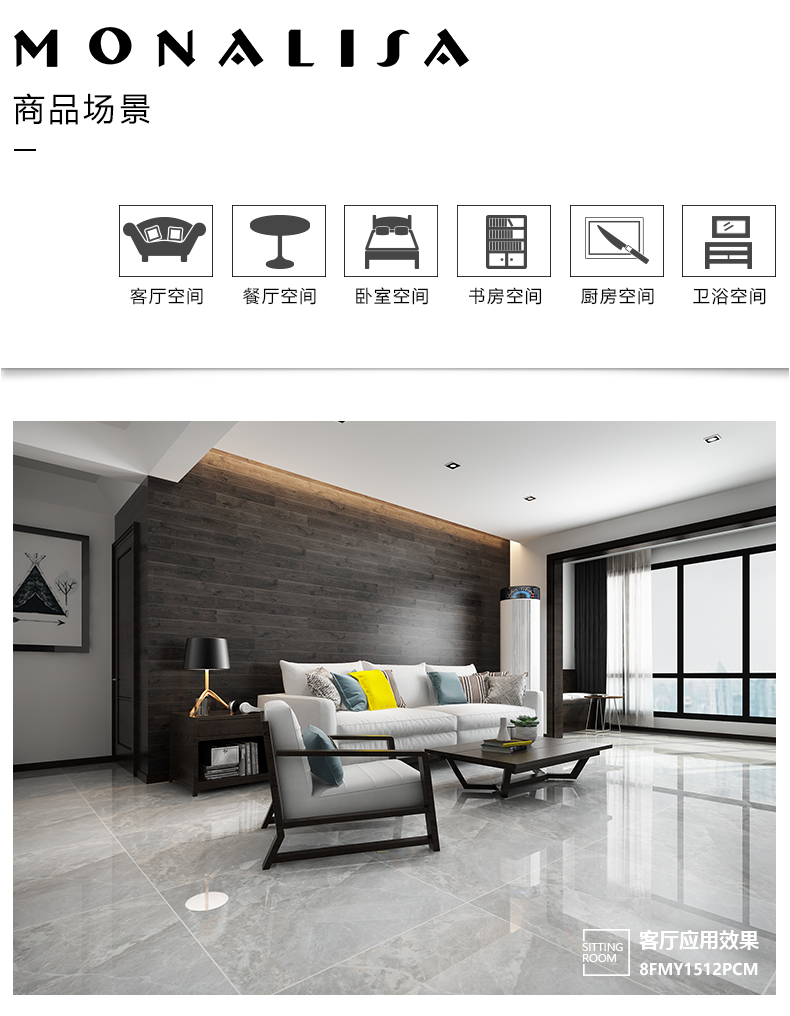 MONALISA
商品场景
客厅空间
餐厅空间
卧室空间
书房空间
厨房空间
卫浴空间
SITTING
ROOM
客厅应用效果
8FMY1512PCM